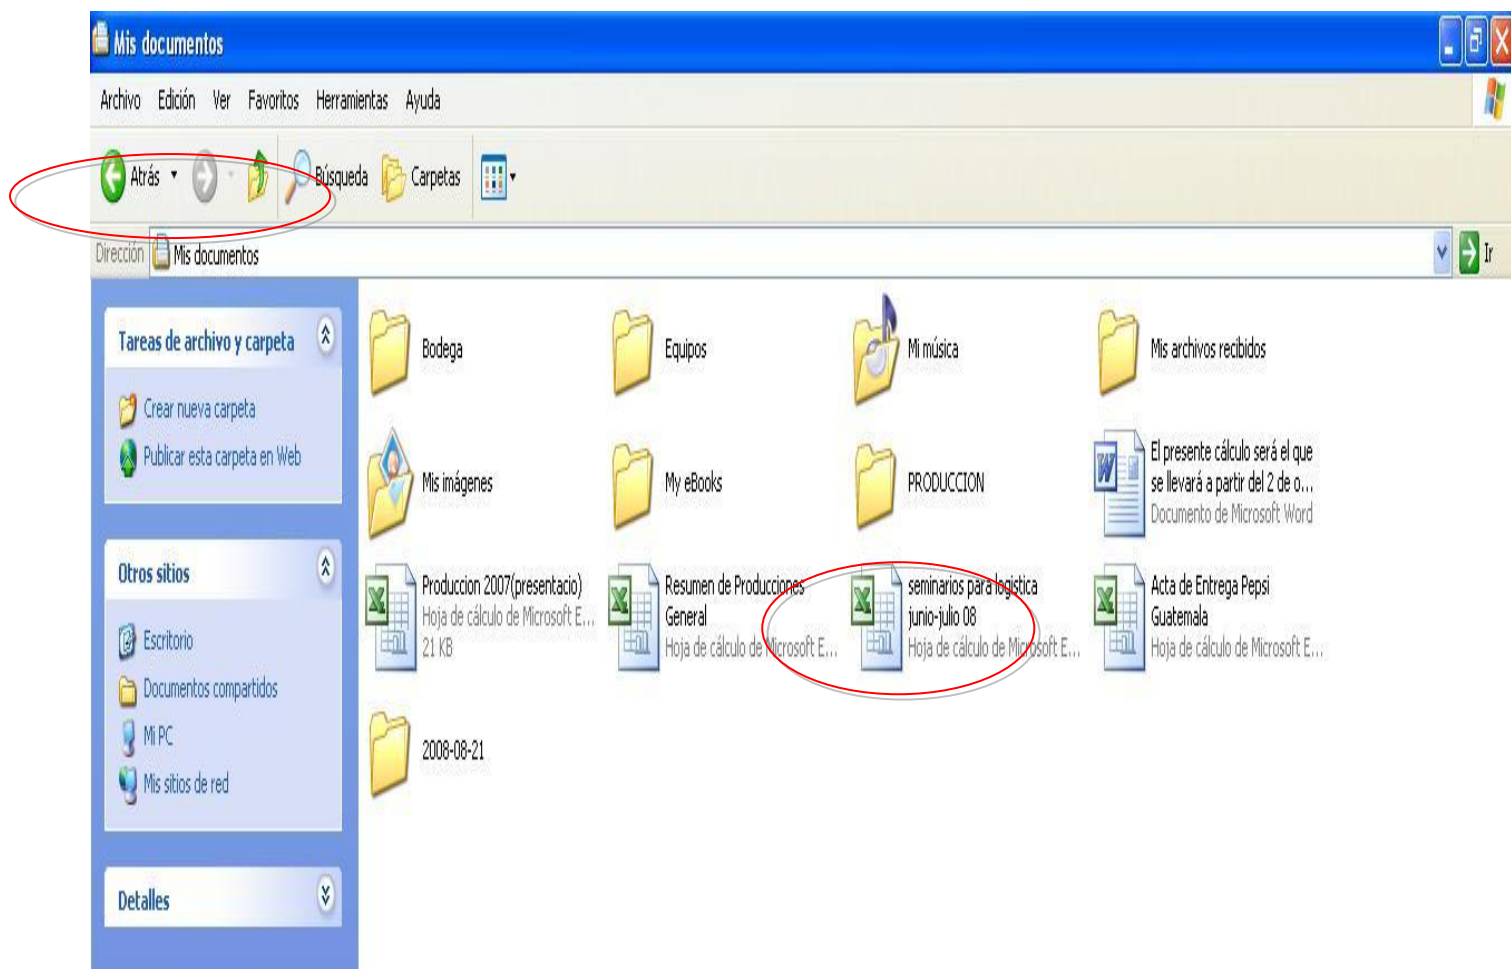 Mis documentos
Archivo Edición Ver Favoritos Herramientas Ayuda
Atrás Búsqueda Carpetas
Dirección Mis documentos Ir
Tareas de archivo y carpeta
Crear nueva carpeta
Publicar esta carpeta en Web
Otros sitios
Escritorio
Documentos compartidos
Mi PC
Mis sitios de red
Detalles
Bodega
Equipos
Mi música
Mis archivos recibidos
Mis imágenes
My eBooks
PRODUCCION
El presente cálculo será el que
se llevará a partir del 2 de o...
Documento de Microsoft Word
Produccion 2007(presentacio)
Hoja de cálculo de Microsoft E...
21 KB
Resumen de Producciones
General
Hoja de cálculo de Microsoft E...
seminarios para logistica
junio-julio 08
Hoja de cálculo de Microsoft E...
Acta de Entrega Pepsi
Guatemala
Hoja de cálculo de Microsoft E...
2008-08-21